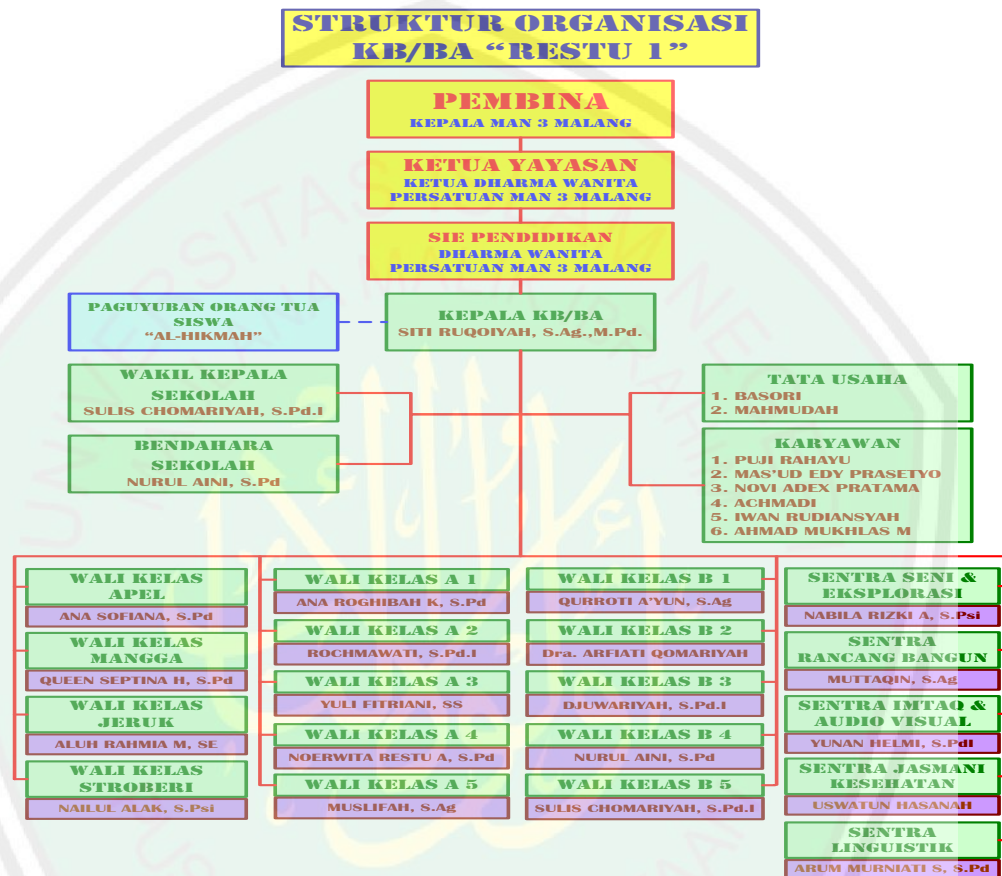 STRUKTUR ORGANISASI
KB/BA “RESTU 1”
PEMBINA
KEPALA MAN 3 MALANG
KETUA YAYASAN
KETUA DHARMA WANITA
PERSATUAN MAN 3 MALANG
SIE PENDIDIKAN
DHARMA WANITA
PERSATUAN MAN 3 MALANG
PAGUYUBAN ORANG TUA
SISWA
“AL-HIKMAH”
KEPALA KB/BA
SITI RUQOIYAH, S.Ag.,M.Pd.
WAKIL KEPALA
SEKOLAH
SULIS CHOMARIYAH, S.Pd.I
BENDAHARA
SEKOLAH
NURUL AINI, S.Pd
TATA USAHA
1. BASORI
2. MAHMUDAH
KARYAWAN
1. PUJI RAHAYU
2. MAS'UD EDY PRASETYO
3. NOVI ADEX PRATAMA
4. ACHMADI
5. IWAN RUDIANSYAH
6. AHMAD MUKHLAS M
WALI KELAS
APEL
ANA SOFIANA, S.Pd
WALI KELAS
MANGGA
QUEEN SEPTINA H, S.Pd
WALI KELAS
JERUK
ALUH RAHMIA M, SE
WALI KELAS
STROBERI
NAILUL ALAK, S.Psi
WALI KELAS A 1
ANA ROGHIBAH K, S.Pd
WALI KELAS A 2
ROCHMAWATI, S.Pd.I
WALI KELAS A 3
YULI FITRIANI, SS
WALI KELAS A 4
NOERWITA RESTU A, S.Pd
WALI KELAS A 5
MUSLIFAH, S.Ag
WALI KELAS B 1
QURROTI A'YUN, S.Ag
WALI KELAS B 2
Dra. ARFIATI QOMARIYAH
WALI KELAS B 3
DJUWARIYAH, S.Pd.I
WALI KELAS B 4
NURUL AINI, S.Pd
WALI KELAS B 5
SULIS CHOMARIYAH, S.Pd.I
SENTRA SENI &
EKSPLORASI
NABILA RIZKI A, S.Psi
SENTRA
RANCANG BANGUN
MUTTAQIN, S.Ag
SENTRA IMTAQ &
AUDIO VISUAL
YUNAN HELMI, S.PdI
SENTRA JASMANI
KESEHATAN
USWATUN HASANAH
SENTRA
LINGUISTIK
ARUM MURNIATI S, S.Pd